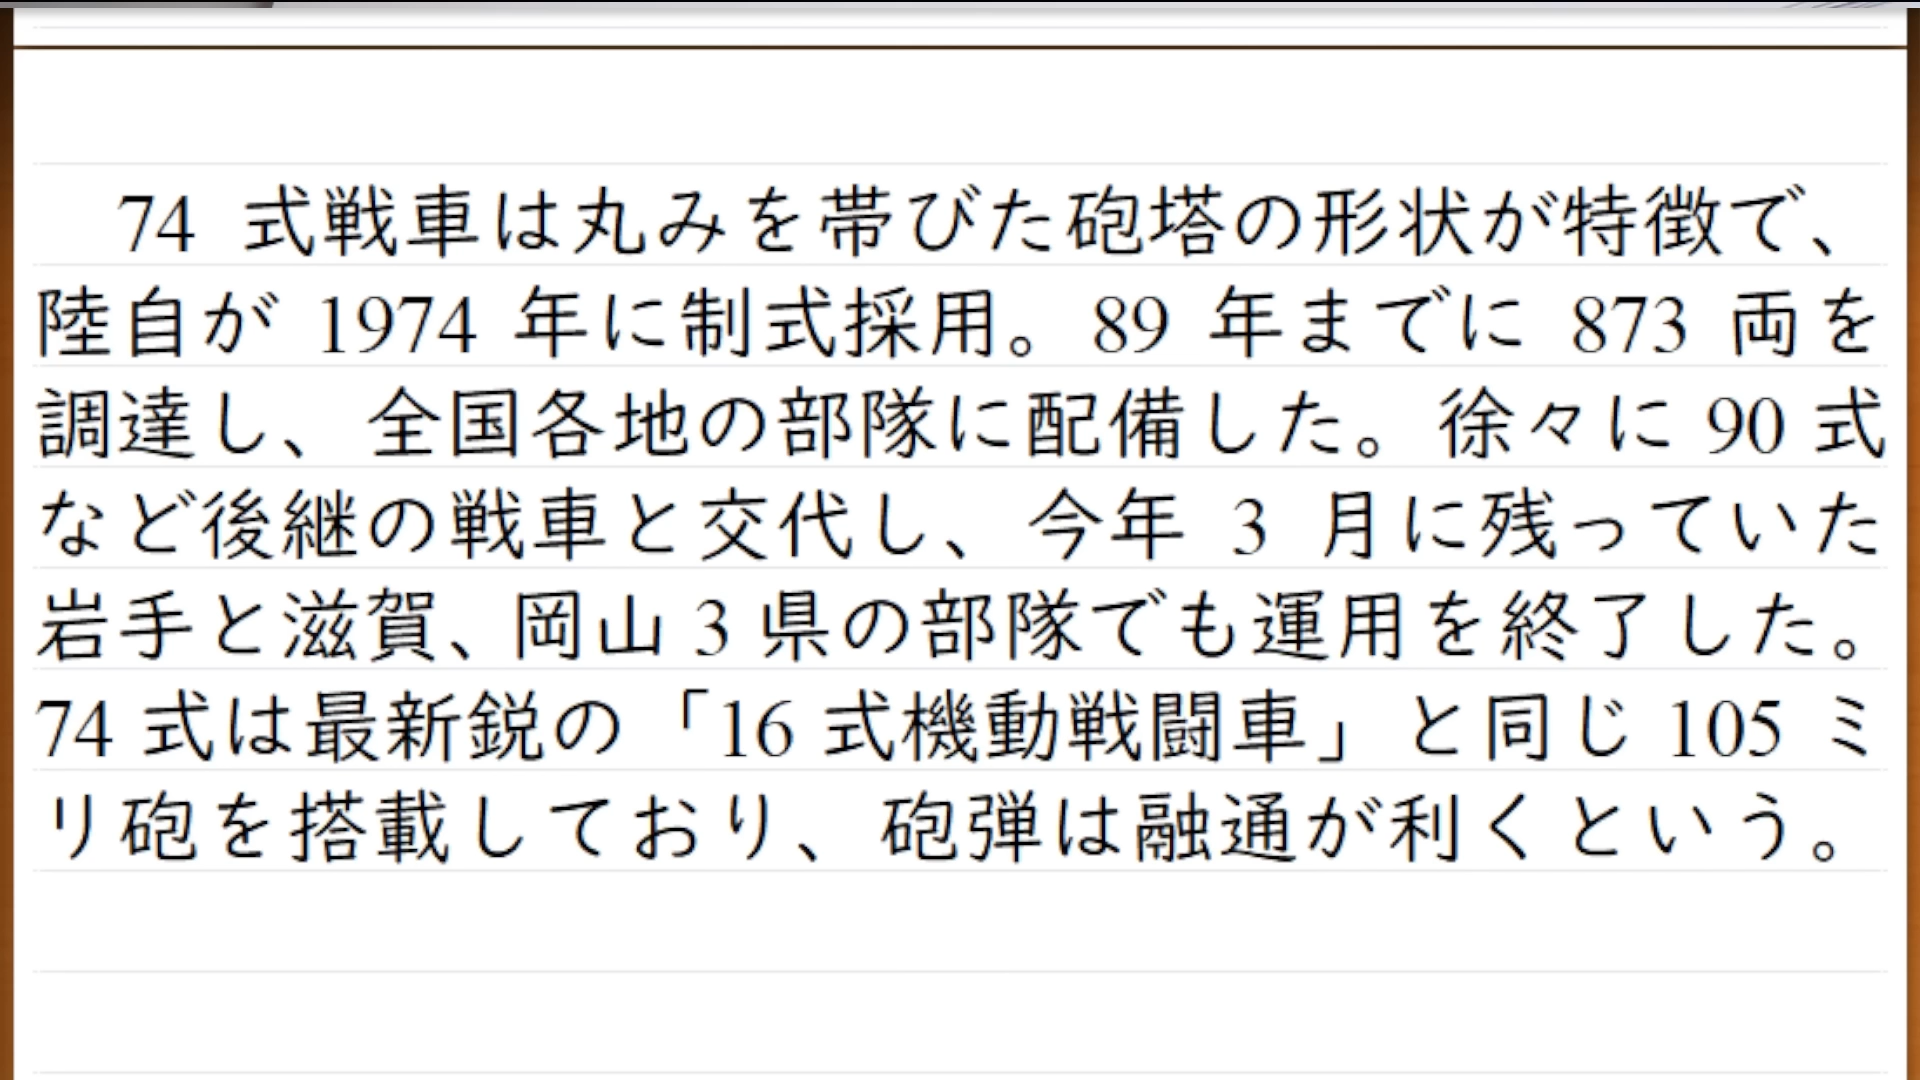 74 式戦車は丸みを帯びた砲塔の形状が特徴で、
陸自が 1974 年に制式採用。89 年までに 873 両を
調達し、全国各地の部隊に配備した。徐々に 90 式
など後継の戦車と交代し、今年 3 月に残っていた
岩手と滋賀、岡山 3 県の部隊でも運用を終了した。
74 式は最新鋭の「16 式機動戦闘車」と同じ 105 ミ
リ砲を搭載しており、砲弾は融通が利くという。